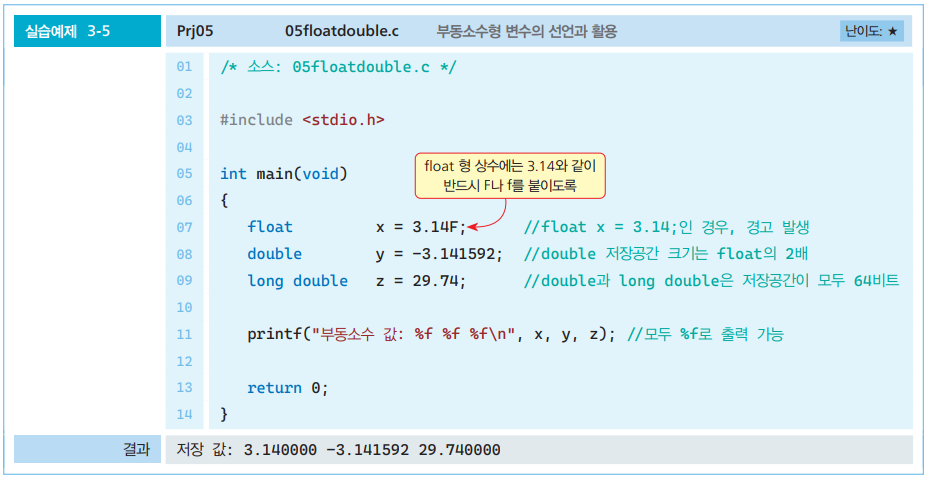 실습예제 3-5 Prj05 05floatdouble.c 부동소수형 변수의 선언과 활용 난이도: ★
01 /* 소스: 05floatdouble.c */
02
03 #include <stdio.h>
04
float 형 상수에는 3.14와 같이
반드시 F나 f를 붙이도록
05 int main(void)
06 {
07 float x = 3.14F; //float x = 3.14;인 경우, 경고 발생
08 double y = -3.141592; //double 저장공간 크기는 float의 2배
09 long double z = 29.74; //double과 long double은 저장공간이 모두 64비트
10
11 printf("부동소수 값: %f %f %f\n", x, y, z); //모두 %f로 출력 가능
12
13 return 0;
14 }
결과 저장 값: 3.140000 -3.141592 29.740000